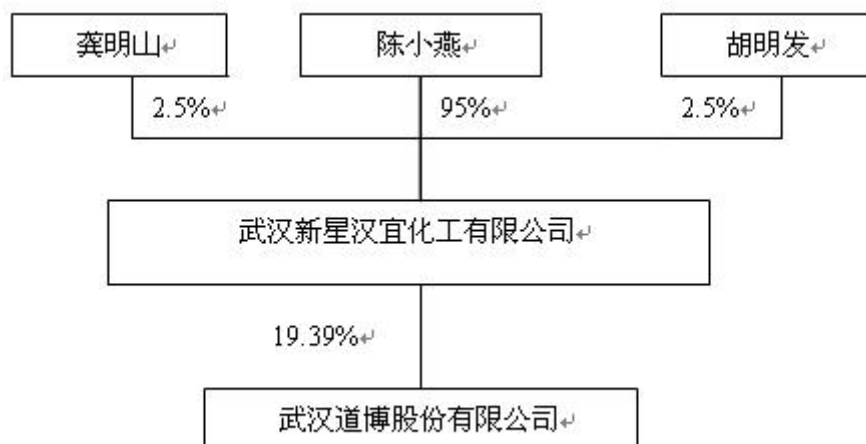 龚明山
陈小燕
胡明发
2.5%
95%
2.5%
武汉新星汉宜化工有限公司
19.39%
武汉道博股份有限公司